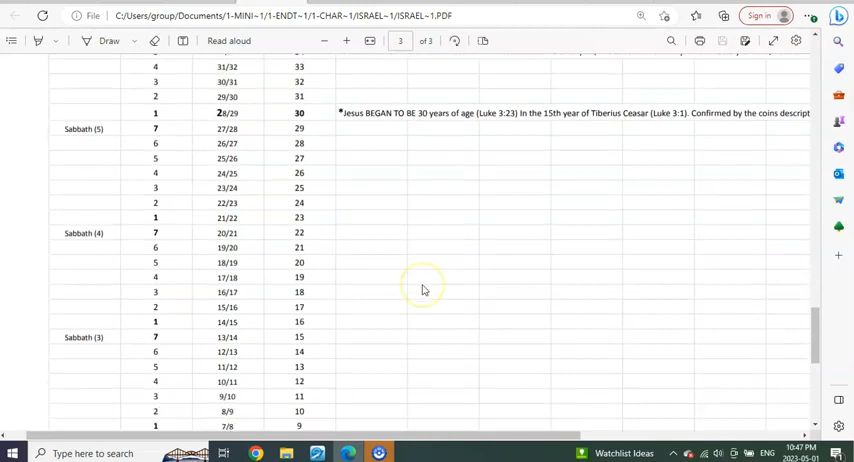 File C:/Users/group/Documents/1-MINI~1/1-ENDT~1/1-CHAR~1/ISRAEL~1/ISRAEL~1.PDF Sign in
Draw Read aloud 3 of 3
4 31/32 33
3 30/31 32
2 29/30 31
1 28/29 30 *Jesus BEGAN TO BE 30 years of age (Luke 3:23) In the 15th year of Tiberius Ceasar (Luke 3:1). Confirmed by the coins descript
Sabbath (5) 7 27/28 29
6 26/27 28
5 25/26 27
4 24/25 26
3 23/24 25
2 22/23 24
1 21/22 23
Sabbath (4) 7 20/21 22
6 19/20 21
5 18/19 20
4 17/18 19
3 16/17 18
2 15/16 17
1 14/15 16
Sabbath (3) 7 13/14 15
6 12/13 14
5 11/12 13
4 10/11 12
3 9/10 11
2 8/9 10
1 7/8 9
Type here to search Watchlist Ideas ENG 10:47 PM
2023-05-01